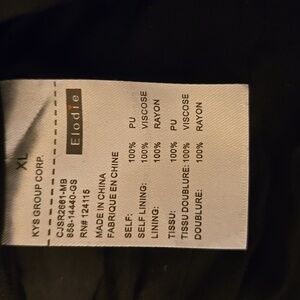 XL
KYS GROUP CORP.
Elodie
CJSR2661-MB
858-14440-GS
RN# 124115
MADE IN CHINA
FABRIQUE EN CHINE
SELF: 100% PU
SELF LINING: 100% VISCOSE
LINING: 100% RAYON
TISSU: 100% PU
TISSU DOUBLURE: 100% VISCOSE
DOUBLURE: 100% RAYON